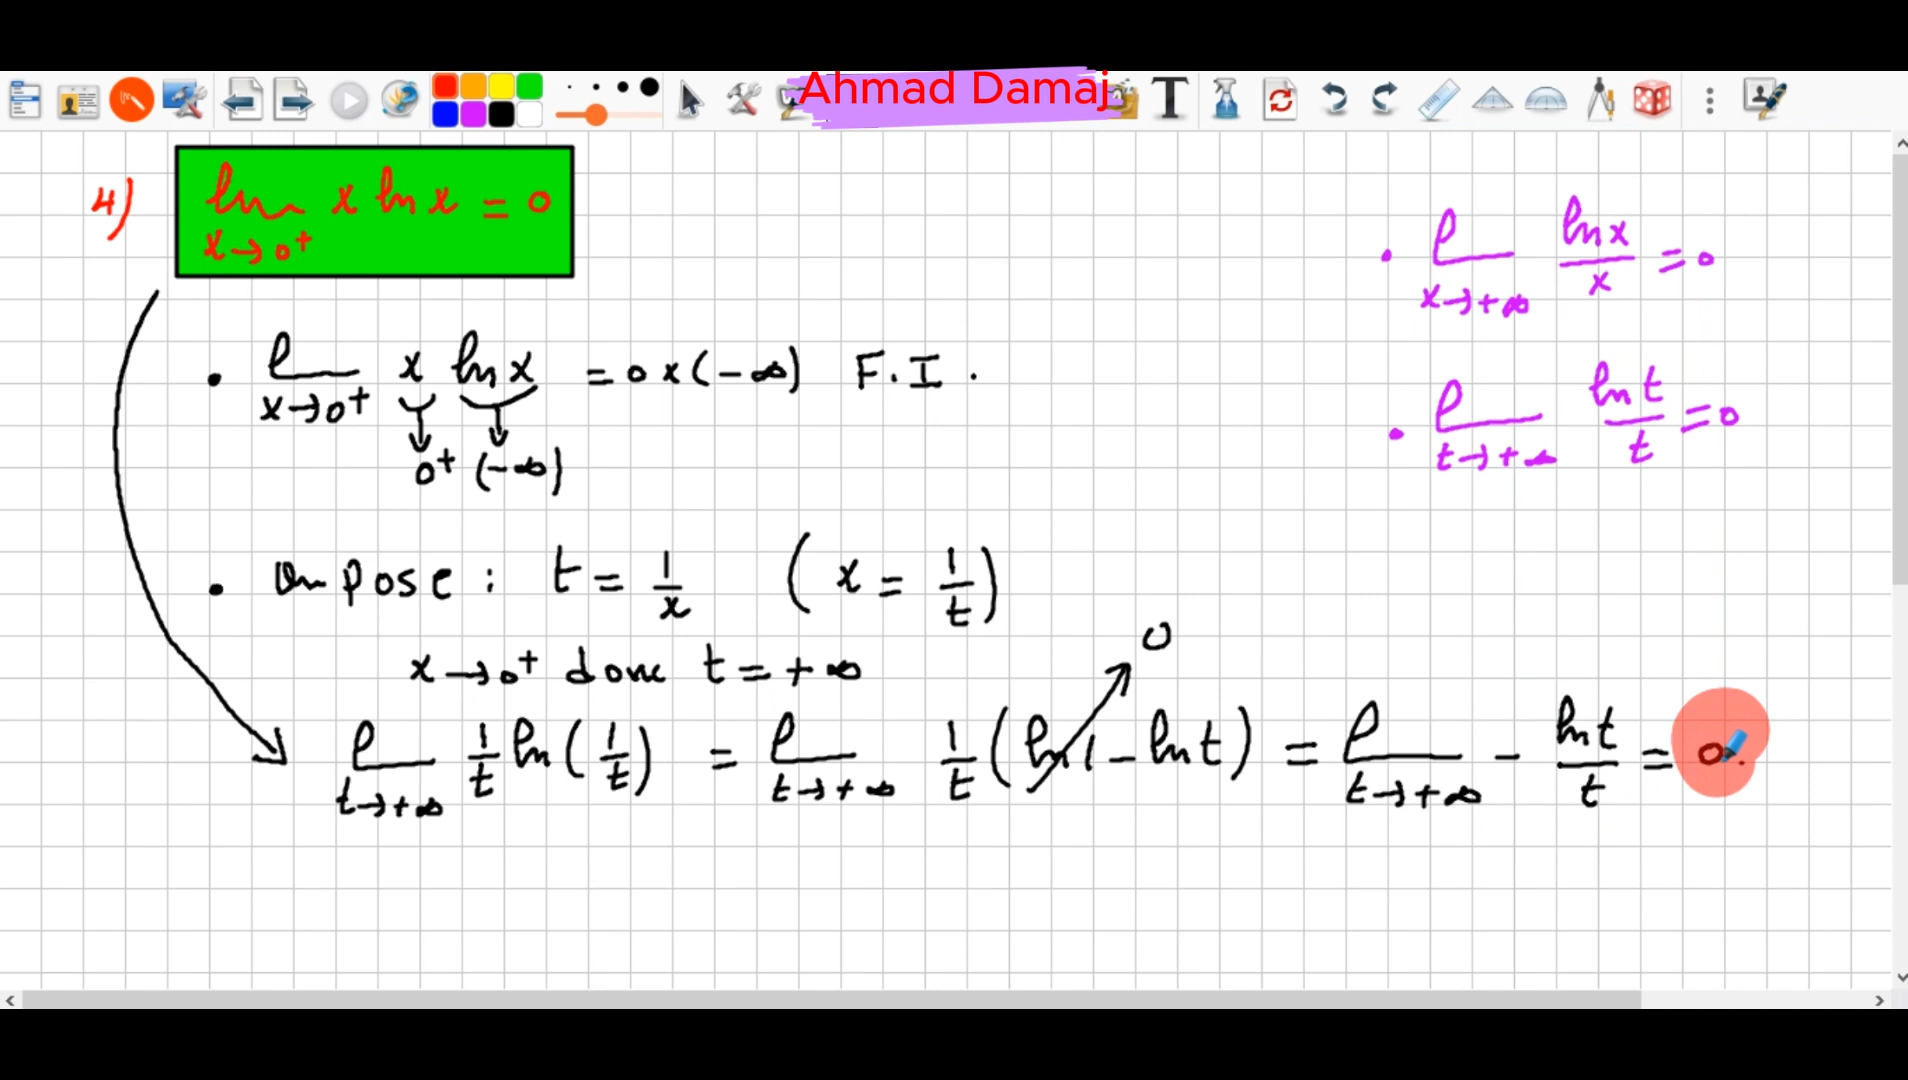 Ahmad Damaj
T
4) lim x ln x = 0
x→0+
• lim ln x / x = 0
x→+∞
• lim x ln x = 0 × (-∞) F.I.
x→0+
0+ (-∞)
• lim ln t / t = 0
t→+∞
• On pose : t = 1/x (x = 1/t)
x→0+ donc t = +∞
0
lim 1/t ln(1/t) = lim 1/t (ln 1 - ln t) = lim - ln t / t = 0.
t→+∞ t→+∞ t→+∞